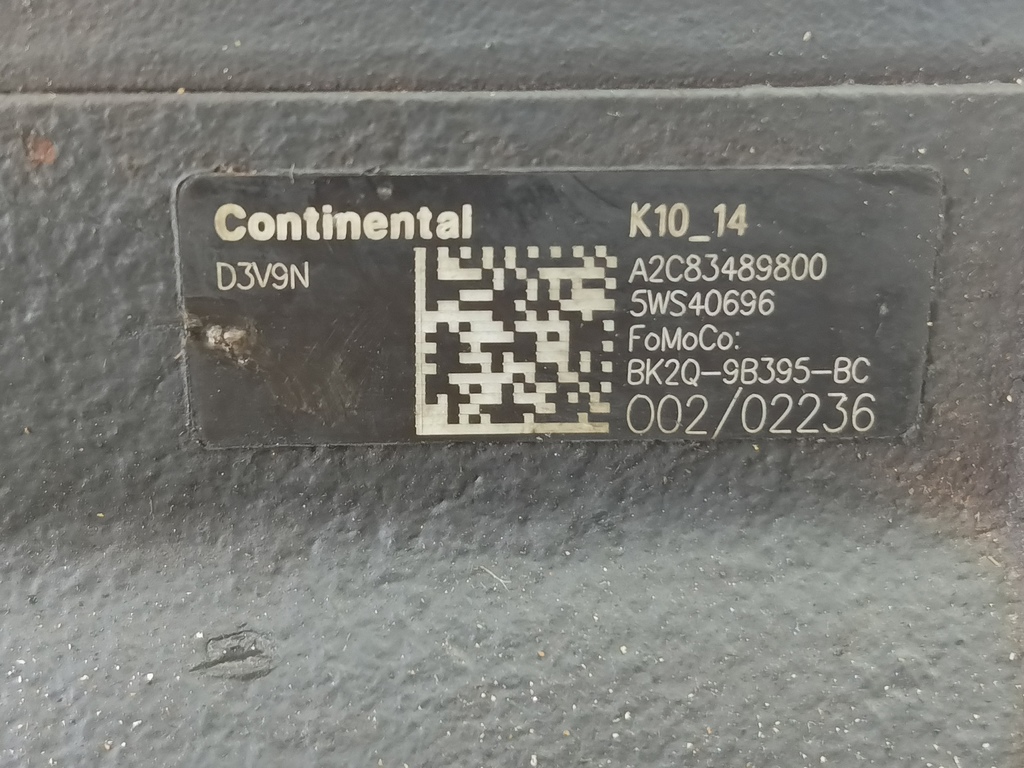 Continental
D3V9N
K10_14
A2C83489800
5WS40696
FoMoCo:
BK2Q-9B395-BC
002/02236